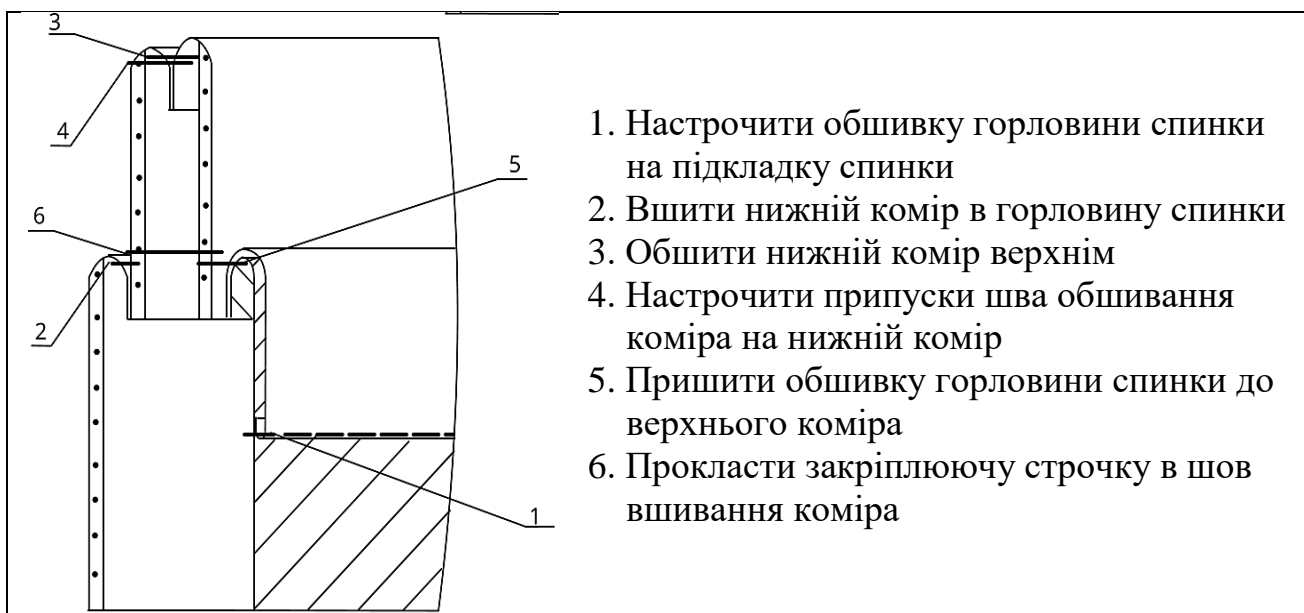 3
4
5
6
2
1
1. Настрочити обшивку горловини спинки
на підкладку спинки
2. Вшити нижній комір в горловину спинки
3. Обшити нижній комір верхнім
4. Настрочити припуски шва обшивання
коміра на нижній комір
5. Пришити обшивку горловини спинки до
верхнього коміра
6. Прокласти закріплюючу строчку в шов
вшивання коміра